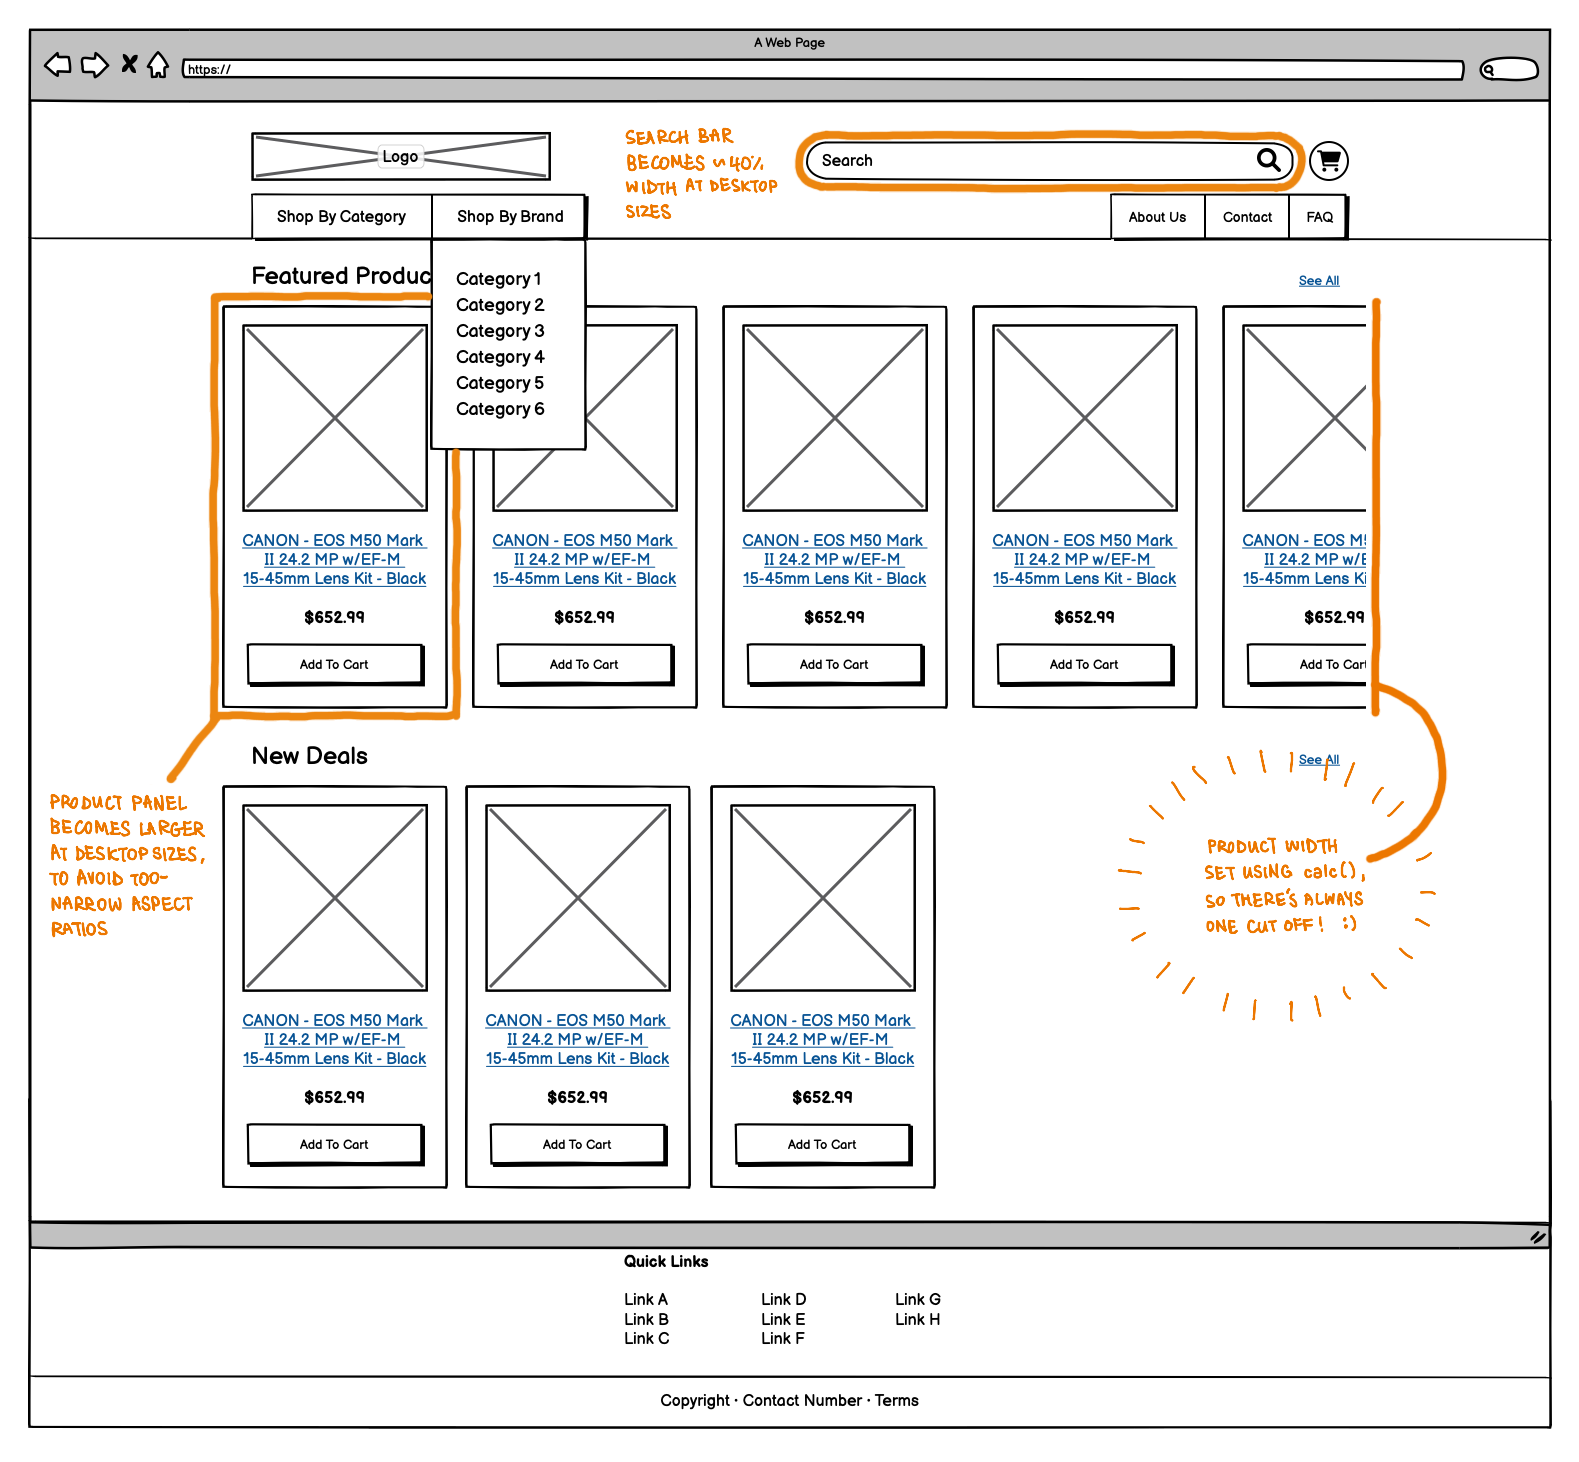 A Web Page
https://
Logo
SEARCH BAR
BECOMES ~40%
WIDTH AT DESKTOP
SIZES
Search
Shop By Category
Shop By Brand
About Us
Contact
FAQ
Category 1
Category 2
Category 3
Category 4
Category 5
Category 6
Featured Produc
See All
CANON - EOS M50 Mark
II 24.2 MP w/EF-M
15-45mm Lens Kit - Black
$652.99
Add To Cart
CANON - EOS M50 Mark
II 24.2 MP w/EF-M
15-45mm Lens Kit - Black
$652.99
Add To Cart
CANON - EOS M50 Mark
II 24.2 MP w/EF-M
15-45mm Lens Kit - Black
$652.99
Add To Cart
CANON - EOS M50 Mark
II 24.2 MP w/EF-M
15-45mm Lens Kit - Black
$652.99
Add To Cart
CANON - EOS M5
II 24.2 MP w/E
15-45mm Lens Ki
$652.99
Add To Cart
PRODUCT PANEL
BECOMES LARGER
AT DESKTOP SIZES,
TO AVOID TOO-
NARROW ASPECT
RATIOS
New Deals
See All
PRODUCT WIDTH
SET USING calc(),
SO THERE'S ALWAYS
ONE CUT OFF! :)
CANON - EOS M50 Mark
II 24.2 MP w/EF-M
15-45mm Lens Kit - Black
$652.99
Add To Cart
CANON - EOS M50 Mark
II 24.2 MP w/EF-M
15-45mm Lens Kit - Black
$652.99
Add To Cart
CANON - EOS M50 Mark
II 24.2 MP w/EF-M
15-45mm Lens Kit - Black
$652.99
Add To Cart
Quick Links
Link A
Link B
Link C
Link D
Link E
Link F
Link G
Link H
Copyright · Contact Number · Terms